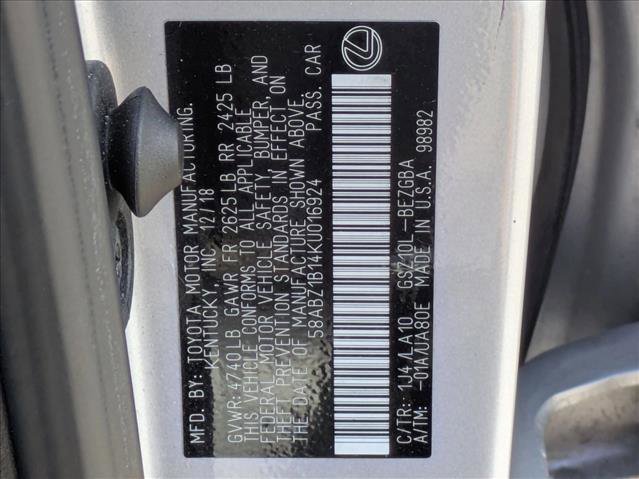 MFD. BY: TOYOTA MOTOR MANUFACTURING.
KENTUCKY, INC. 12/18
GVWR: 4740LB GAWR FR 2625LB RR 2425 LB
THIS VEHICLE CONFORMS TO ALL APPLICABLE
FEDERAL MOTOR VEHICLE SAFETY, BUMPER, AND
THEFT PREVENTION STANDARDS IN EFFECT ON
THE DATE OF MANUFACTURE SHOWN ABOVE.
58ABZ1B14KU016924 PASS. CAR
C/TR: 1J4/LA10 GSZ10L -BEZGBA
A/TM: -01A/UA80E MADE IN U.S.A. 98982